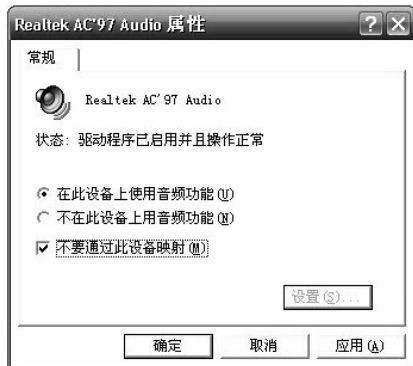 Realtek AC'97 Audio 属性
常规
Realtek AC'97 Audio
状态: 驱动程序已启用并且操作正常
在此设备上使用音频功能(U)
不在此设备上用音频功能(N)
不要通过此设备映射(M)
设置(S)...
确定 取消 应用(A)